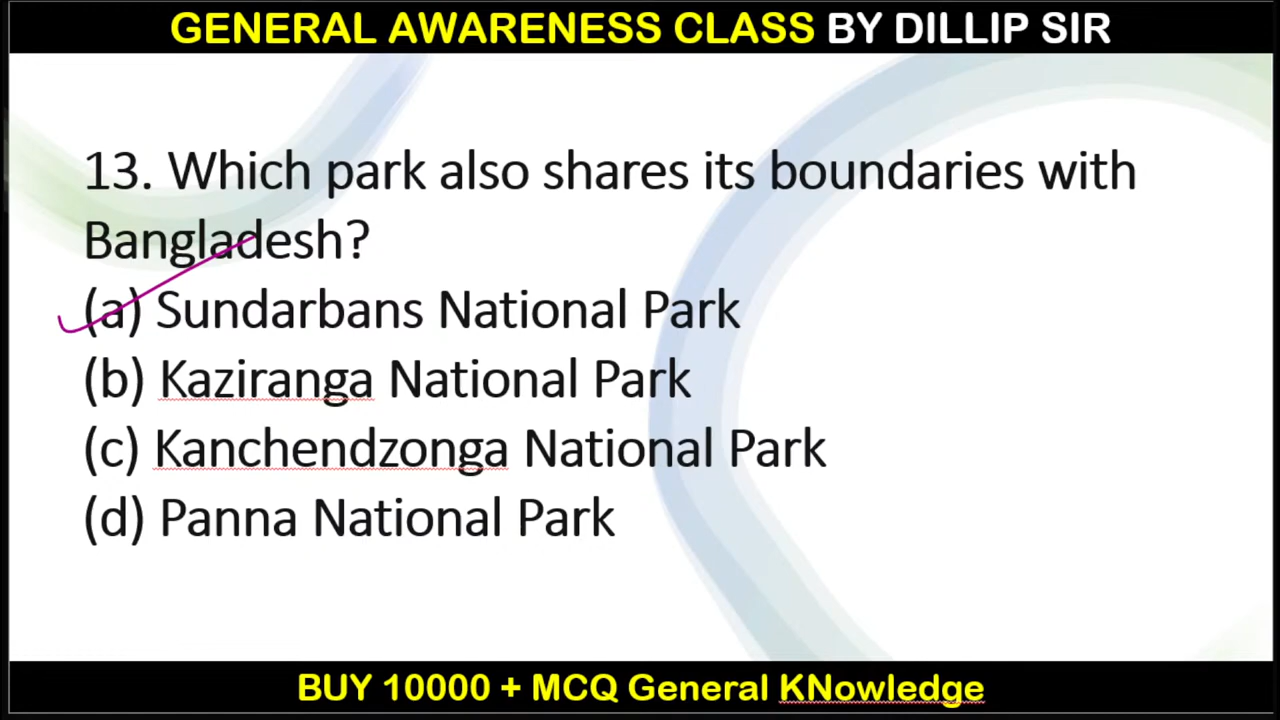 GENERAL AWARENESS CLASS BY DILLIP SIR
13. Which park also shares its boundaries with
Bangladesh?
(a) Sundarbans National Park
(b) Kaziranga National Park
(c) Kanchendzonga National Park
(d) Panna National Park
BUY 10000 + MCQ General KNowledge